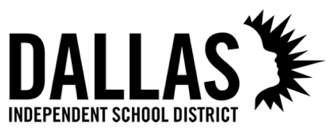 DALLAS
INDEPENDENT SCHOOL DISTRICT